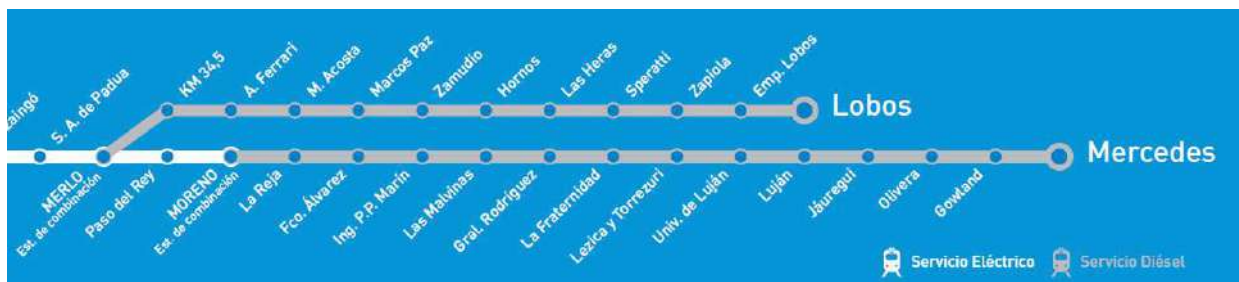 S. A. de Padua
KM 34,5
A. Ferrari
M. Acosta
Marcos Paz
Zamudio
Hornos
Las Heras
Speratti
Zapiola
Emp. Lobos
Lobos
MERLO
Est. de combinación
Paso del Rey
MORENO
Est. de combinación
La Reja
Fco. Álvarez
Ing. P.P. Marín
Las Malvinas
Gral. Rodríguez
La Fraternidad
Lezica y Torrezuri
Univ. de Luján
Luján
Jáuregui
Olivera
Gowland
Mercedes
Servicio Eléctrico
Servicio Diésel